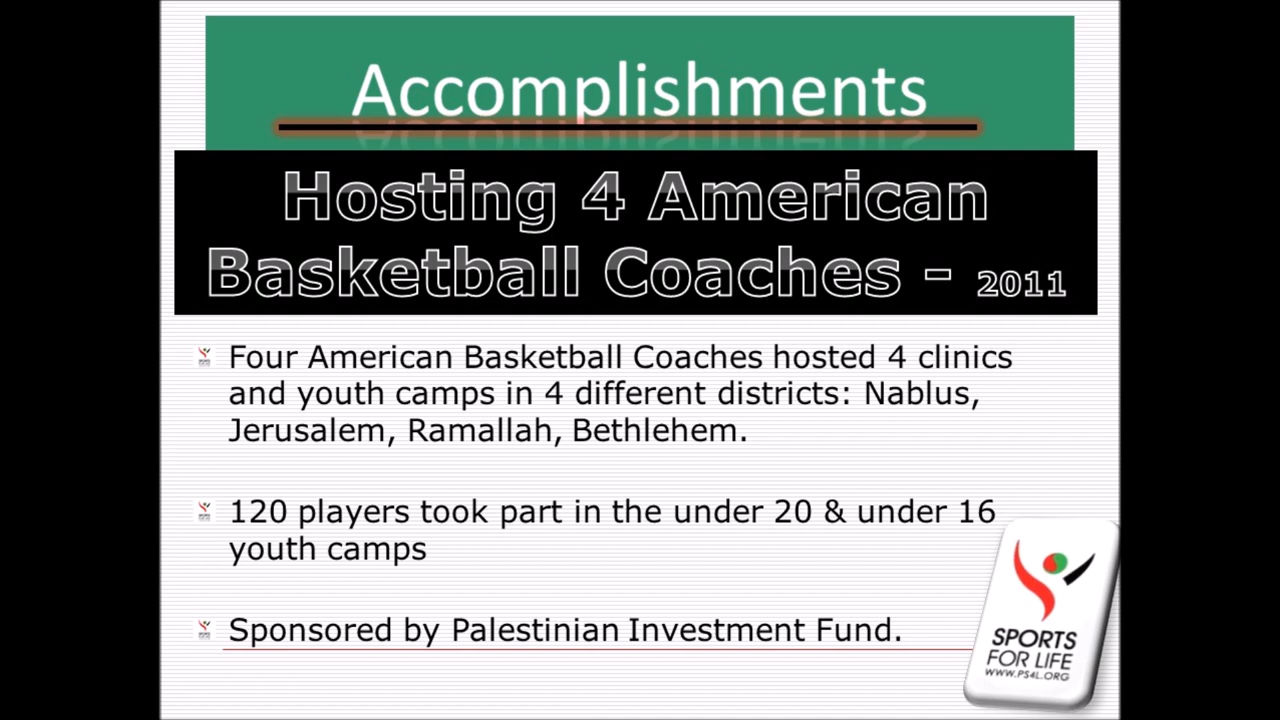 Accomplishments
Hosting 4 American
Basketball Coaches - 2011
Four American Basketball Coaches hosted 4 clinics
and youth camps in 4 different districts: Nablus,
Jerusalem, Ramallah, Bethlehem.
120 players took part in the under 20 & under 16
youth camps
Sponsored by Palestinian Investment Fund.
SPORTS
FOR LIFE
WWW.PS4L.ORG